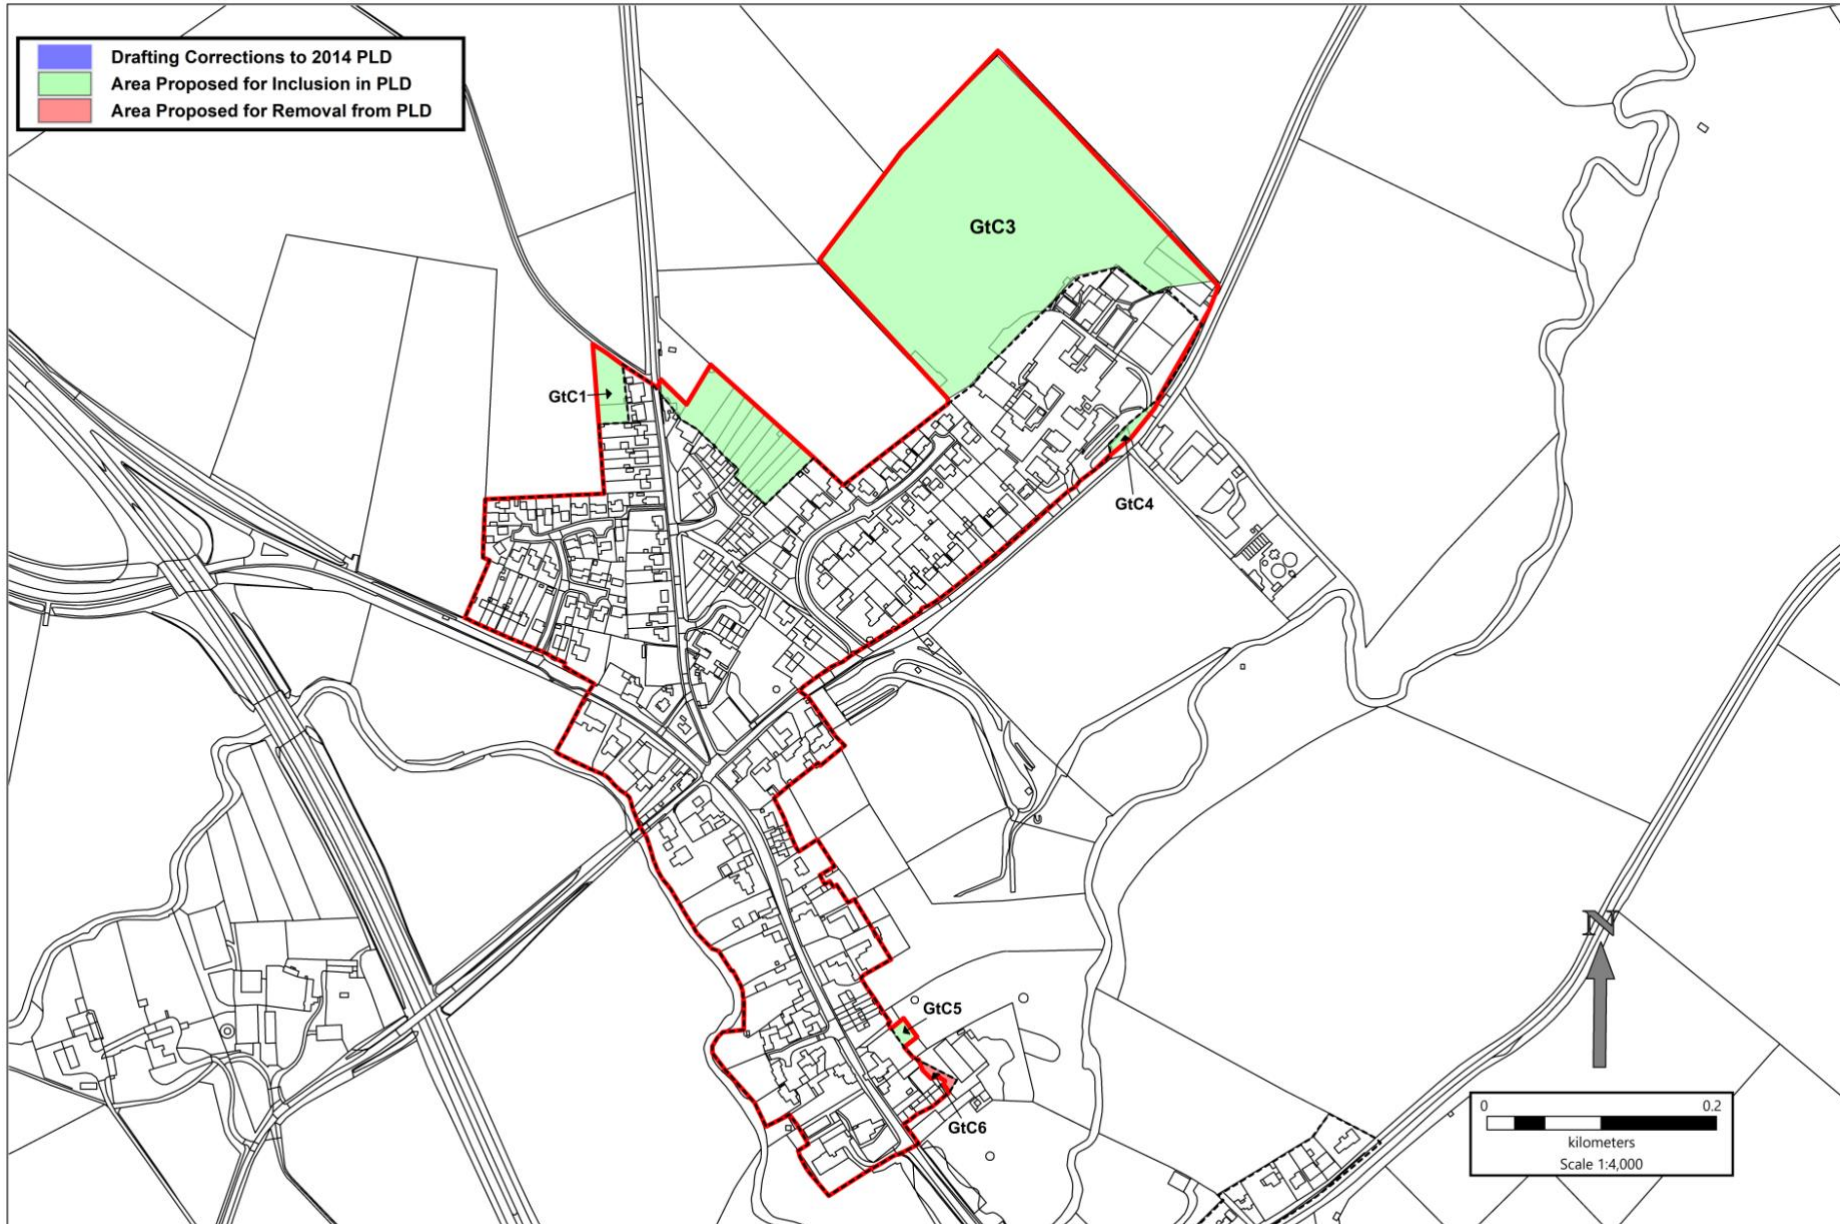 Drafting Corrections to 2014 PLD
Area Proposed for Inclusion in PLD
Area Proposed for Removal from PLD
GtC3
GtC1
GtC4
GtC5
GtC6
N
0 0.2
kilometers
Scale 1:4,000